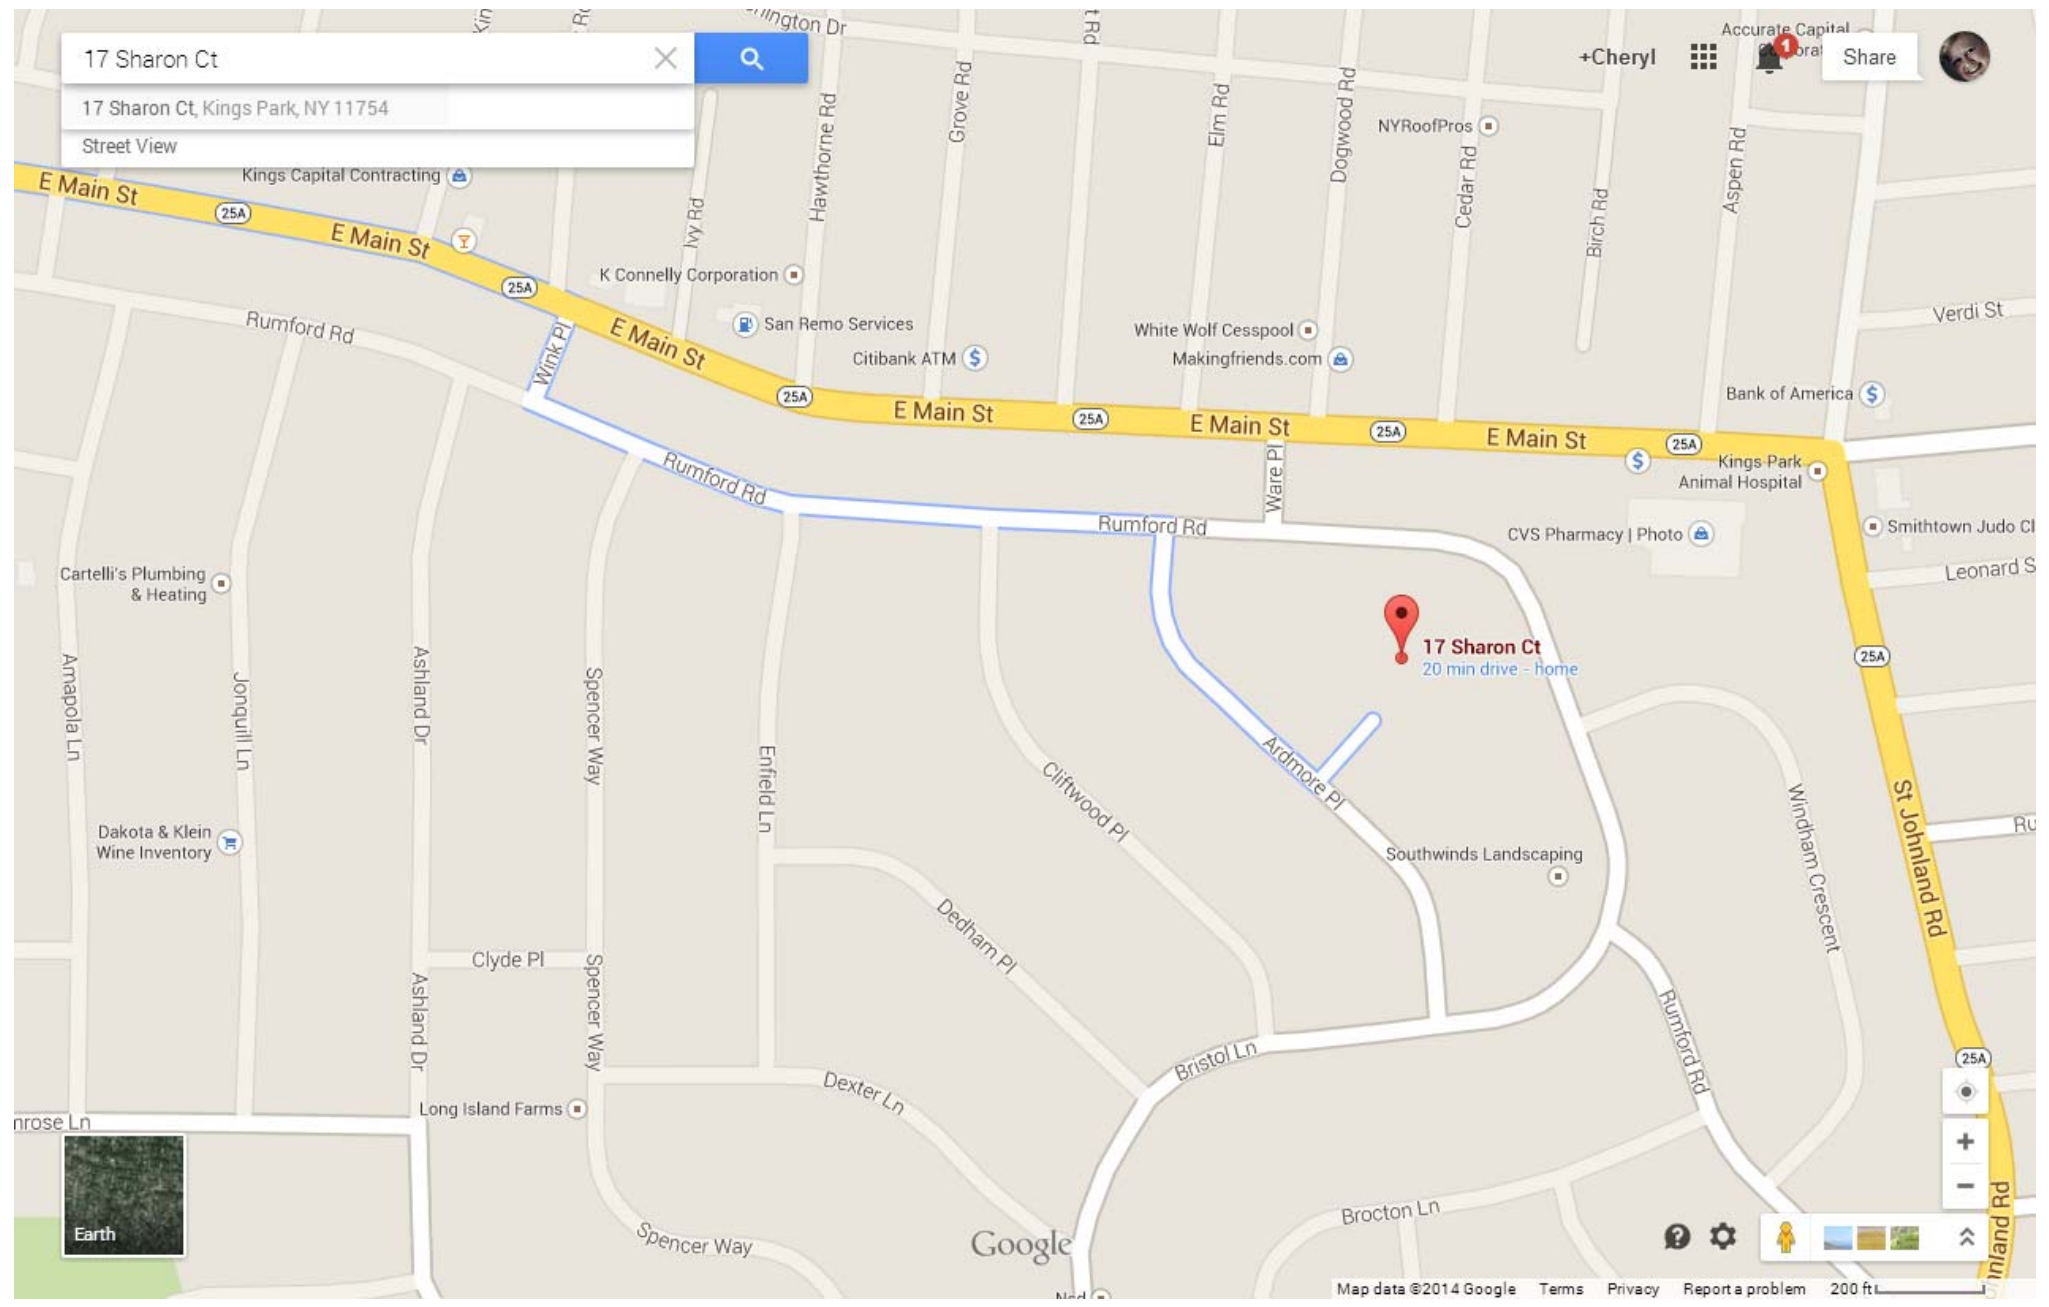 17 Sharon Ct
17 Sharon Ct, Kings Park, NY 11754
Street View
+Cheryl
1
Share
Accurate Capital
Kings Capital Contracting
E Main St
25A
E Main St
25A
Rumford Rd
Wink Pl
Ivy Rd
Hawthorne Rd
Grove Rd
Elm Rd
Dogwood Rd
Cedar Rd
Birch Rd
Aspen Rd
NYRoofPros
K Connelly Corporation
San Remo Services
Citibank ATM
White Wolf Cesspool
Makingfriends.com
Verdi St
Bank of America
E Main St
25A
E Main St
25A
E Main St
25A
E Main St
25A
Kings Park
Animal Hospital
Ware Pl
Rumford Rd
Rumford Rd
CVS Pharmacy | Photo
Smithtown Judo Cl
Leonard S
Cartelli's Plumbing
& Heating
17 Sharon Ct
20 min drive - home
25A
Amapola Ln
Jonquill Ln
Ashland Dr
Spencer Way
Enfield Ln
Cliftwood Pl
Ardmore Pl
Windham Crescent
St Johnland Rd
Ru
Dakota & Klein
Wine Inventory
Southwinds Landscaping
Dedham Pl
Clyde Pl
Ashland Dr
Spencer Way
Rumford Rd
Bristol Ln
25A
Dexter Ln
Long Island Farms
nrose Ln
Earth
Spencer Way
Google
Brocton Ln
nland Rd
Map data ©2014 Google Terms Privacy Report a problem 200 ft